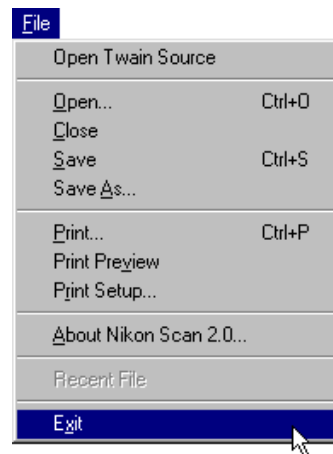 File
Open Twain Source
Open... Ctrl+O
Close
Save Ctrl+S
Save As...
Print... Ctrl+P
Print Preview
Print Setup...
About Nikon Scan 2.0...
Recent File
Exit